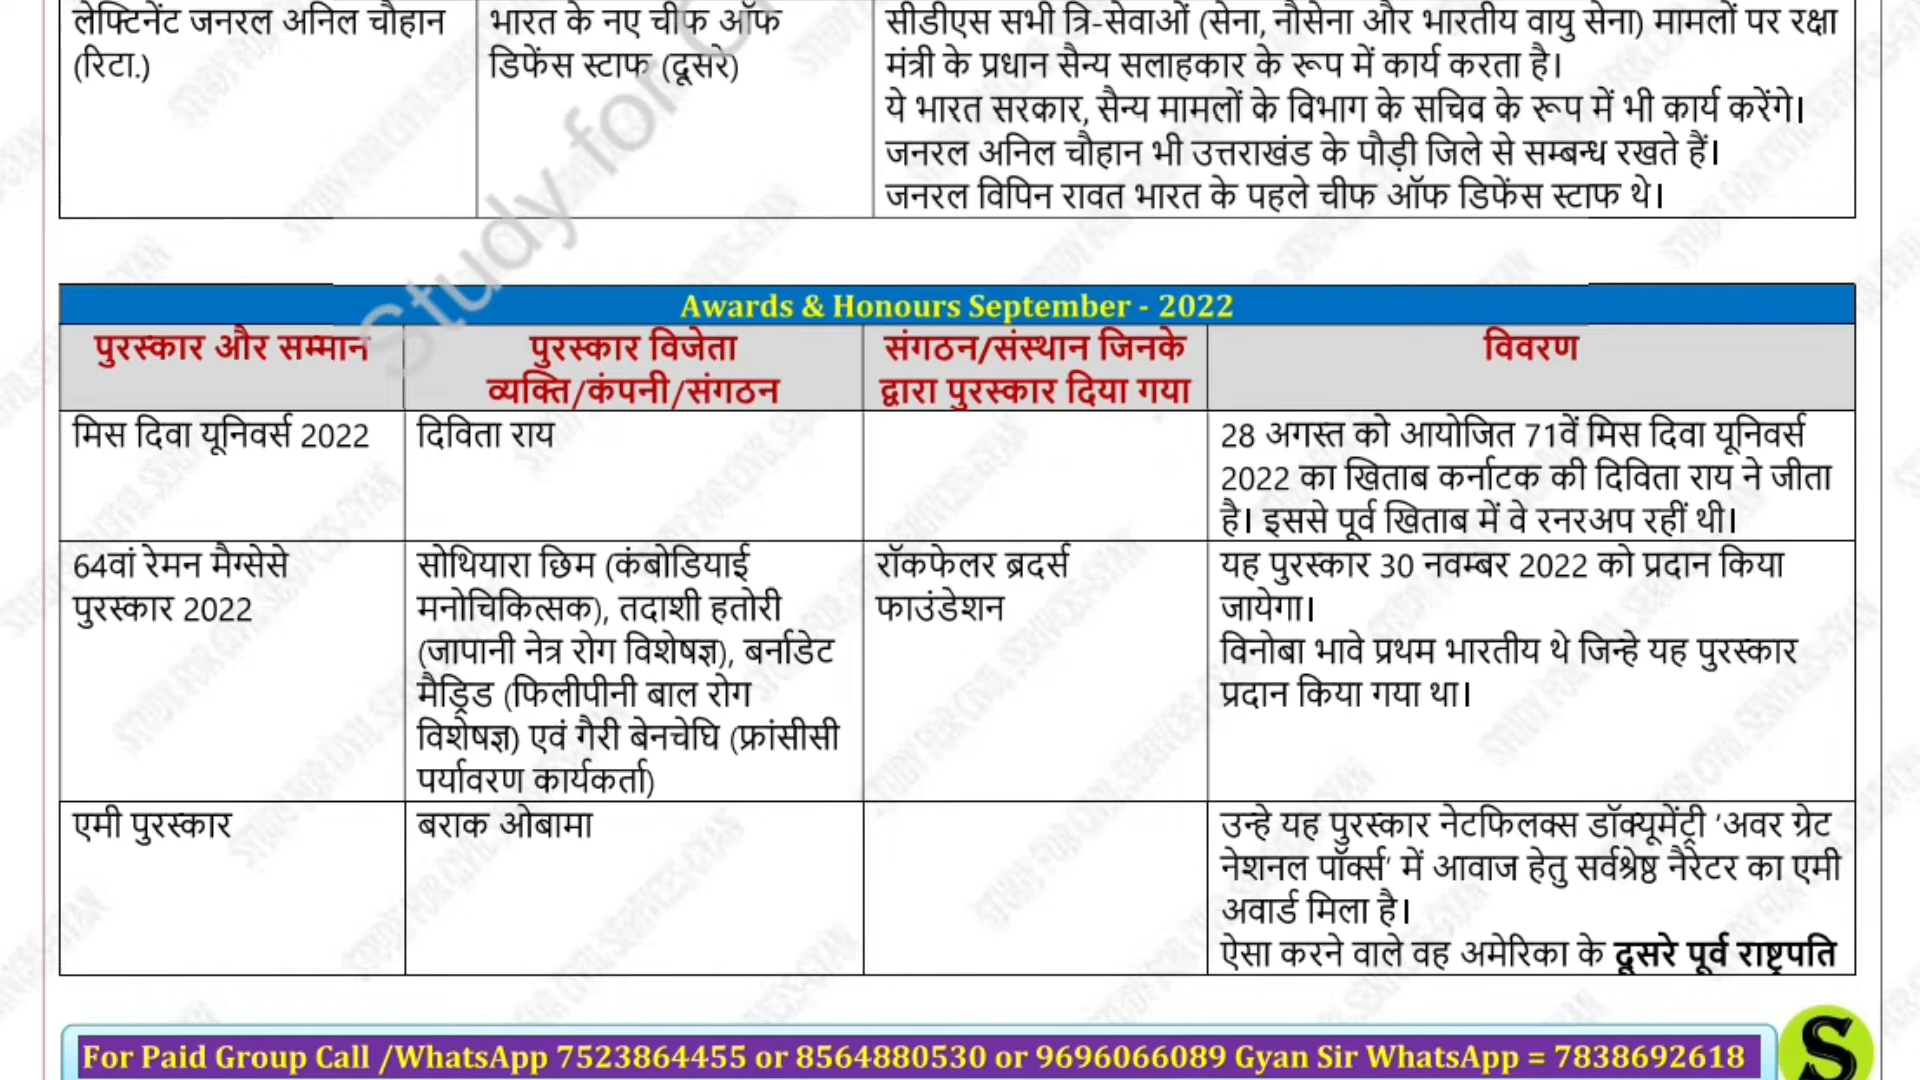 लेफ्टिनेंट जनरल अनिल चौहान
(रिटा.)
भारत के नए चीफ ऑफ
डिफेंस स्टाफ (दूसरे)
सीडीएस सभी त्रि-सेवाओं (सेना, नौसेना और भारतीय वायु सेना) मामलों पर रक्षा
मंत्री के प्रधान सैन्य सलाहकार के रूप में कार्य करता है।
ये भारत सरकार, सैन्य मामलों के विभाग के सचिव के रूप में भी कार्य करेंगे।
जनरल अनिल चौहान भी उत्तराखंड के पौड़ी जिले से सम्बन्ध रखते हैं।
जनरल विपिन रावत भारत के पहले चीफ ऑफ डिफेंस स्टाफ थे।
Study for
Awards & Honours September - 2022
पुरस्कार और सम्मान
पुरस्कार विजेता
व्यक्ति/कंपनी/संगठन
संगठन/संस्थान जिनके
द्वारा पुरस्कार दिया गया
विवरण
मिस दिवा यूनिवर्स 2022
दिविता राय
28 अगस्त को आयोजित 71वें मिस दिवा यूनिवर्स
2022 का खिताब कर्नाटक की दिविता राय ने जीता
है। इससे पूर्व खिताब में वे रनरअप रहीं थी।
64वां रेमन मैग्सेसे
पुरस्कार 2022
सोथियारा छिम (कंबोडियाई
मनोचिकित्सक), तदाशी हतोरी
(जापानी नेत्र रोग विशेषज्ञ), बर्नाडेट
मैड्रिड (फिलीपीनी बाल रोग
विशेषज्ञ) एवं गैरी बेनचेघि (फ्रांसीसी
पर्यावरण कार्यकर्ता)
रॉकफेलर ब्रदर्स
फाउंडेशन
यह पुरस्कार 30 नवम्बर 2022 को प्रदान किया
जायेगा।
विनोबा भावे प्रथम भारतीय थे जिन्हे यह पुरस्कार
प्रदान किया गया था।
एमी पुरस्कार
बराक ओबामा
उन्हे यह पुरस्कार नेटफिलक्स डॉक्यूमेंट्री ‘अवर ग्रेट
नेशनल पॉर्क्स’ में आवाज हेतु सर्वश्रेष्ठ नैरेटर का एमी
अवार्ड मिला है।
ऐसा करने वाले वह अमेरिका के दूसरे पूर्व राष्ट्रपति
For Paid Group Call /WhatsApp 7523864455 or 8564880530 or 9696066089 Gyan Sir WhatsApp = 7838692618
S